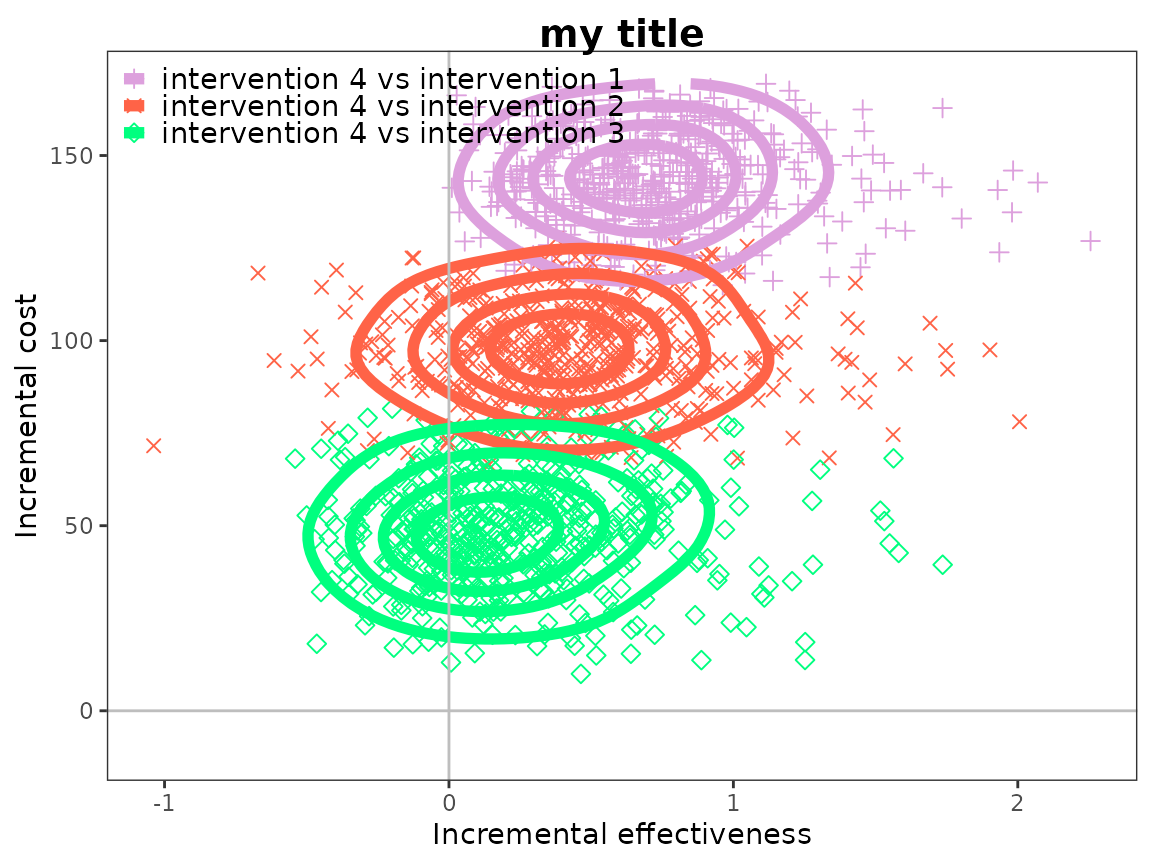 my title
intervention 4 vs intervention 1
intervention 4 vs intervention 2
intervention 4 vs intervention 3
150
100
50
0
Incremental cost
-1 0 1 2
Incremental effectiveness